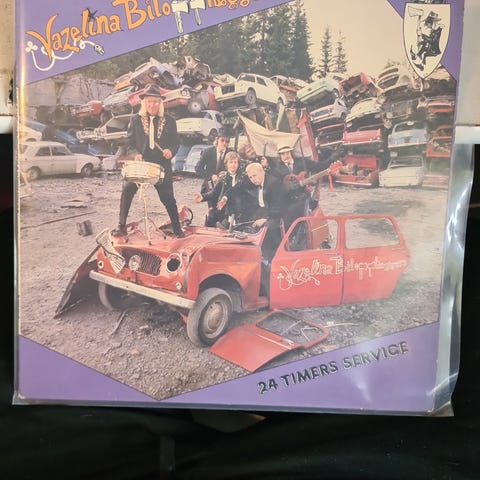 Vazelina Bilopphøggers
Vazelina Bilopphøggers
24 TIMERS SERVICE